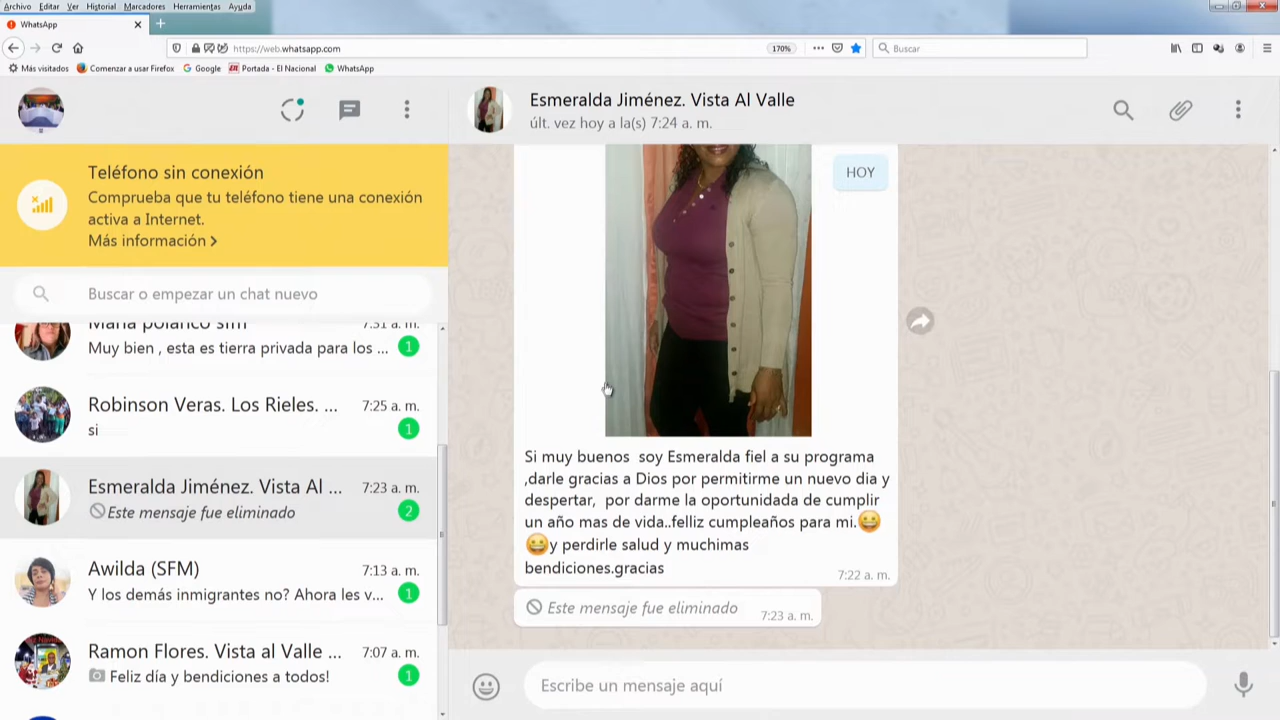 Archivo Editar Ver Historial Marcadores Herramientas Ayuda
WhatsApp
https://web.whatsapp.com
170%
Buscar
Más visitados Comenzar a usar Firefox Google Portada - El Nacional WhatsApp
Teléfono sin conexión
Comprueba que tu teléfono tiene una conexión
activa a Internet.
Más información
Buscar o empezar un chat nuevo
María polanco sfm 7:31 a. m.
Muy bien , esta es tierra privada para los ... 1
Robinson Veras. Los Rieles. ... 7:25 a. m.
si 1
Esmeralda Jiménez. Vista Al ... 7:23 a. m.
Este mensaje fue eliminado 2
Awilda (SFM) 7:13 a. m.
Y los demás inmigrantes no? Ahora les v... 1
Ramon Flores. Vista al Valle ... 7:07 a. m.
Feliz día y bendiciones a todos! 1
Esmeralda Jiménez. Vista Al Valle
últ. vez hoy a la(s) 7:24 a. m.
HOY
Si muy buenos soy Esmeralda fiel a su programa
,darle gracias a Dios por permitirme un nuevo dia y
despertar, por darme la oportunidada de cumplir
un año mas de vida..felliz cumpleaños para mi.😀
😀y perdirle salud y muchimas
bendiciones.gracias
7:22 a. m.
Este mensaje fue eliminado 7:23 a. m.
Escribe un mensaje aquí